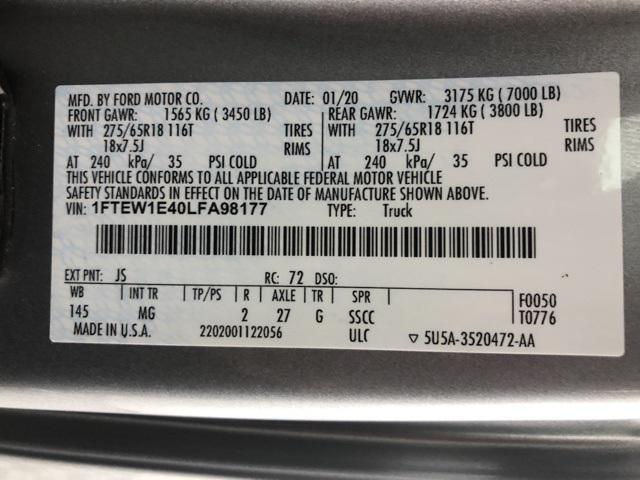 MFD. BY FORD MOTOR CO. DATE: 01/20 GVWR: 3175 KG ( 7000 LB)
FRONT GAWR: 1565 KG ( 3450 LB) REAR GAWR: 1724 KG ( 3800 LB)
WITH 275/65R18 116T TIRES WITH 275/65R18 116T TIRES
18x7.5J RIMS 18x7.5J RIMS
AT 240 kPa/ 35 PSI COLD AT 240 kPa/ 35 PSI COLD
THIS VEHICLE CONFORMS TO ALL APPLICABLE FEDERAL MOTOR VEHICLE
SAFETY STANDARDS IN EFFECT ON THE DATE OF MANUFACTURE SHOWN ABOVE.
VIN: 1FTEW1E40LFA98177 TYPE: Truck
EXT PNT: JS RC: 72 DSO:
WB INT TR TP/PS R AXLE TR SPR F0050
145 MG 2 27 G SSCC T0776
MADE IN U.S.A. 2202001122056 ULC ▽ 5U5A-3520472-AA